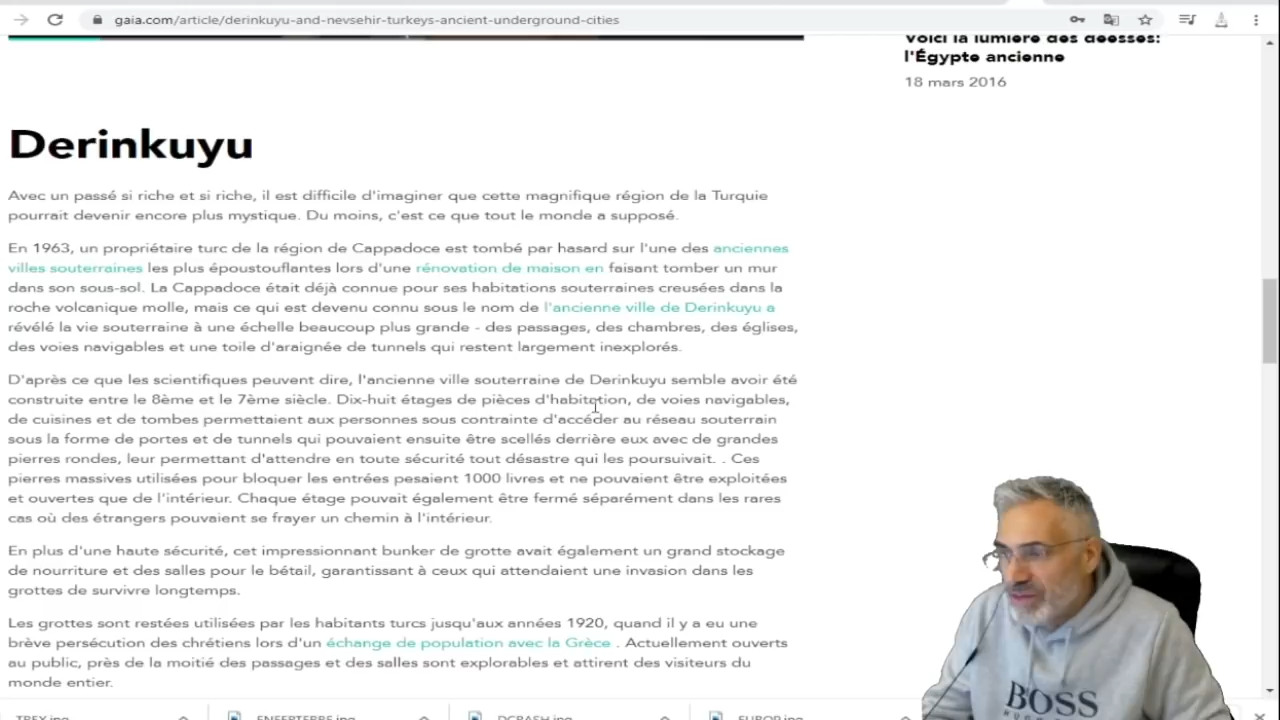 gaia.com/article/derinkuyu-and-nevsehir-turkeys-ancient-underground-cities
Voici la lumière des déesses:
l'Égypte ancienne
18 mars 2016
Derinkuyu
Avec un passé si riche et si riche, il est difficile d'imaginer que cette magnifique région de la Turquie
pourrait devenir encore plus mystique. Du moins, c'est ce que tout le monde a supposé.
En 1963, un propriétaire turc de la région de Cappadoce est tombé par hasard sur l'une des anciennes
villes souterraines les plus époustouflantes lors d'une rénovation de maison en faisant tomber un mur
dans son sous-sol. La Cappadoce était déjà connue pour ses habitations souterraines creusées dans la
roche volcanique molle, mais ce qui est devenu connu sous le nom de l'ancienne ville de Derinkuyu a
révélé la vie souterraine à une échelle beaucoup plus grande - des passages, des chambres, des églises,
des voies navigables et une toile d'araignée de tunnels qui restent largement inexplorés.
D'après ce que les scientifiques peuvent dire, l'ancienne ville souterraine de Derinkuyu semble avoir été
construite entre le 8ème et le 7ème siècle. Dix-huit étages de pièces d'habitation, de voies navigables,
de cuisines et de tombes permettaient aux personnes sous contrainte d'accéder au réseau souterrain
sous la forme de portes et de tunnels qui pouvaient ensuite être scellés derrière eux avec de grandes
pierres rondes, leur permettant d'attendre en toute sécurité tout désastre qui les poursuivait. . Ces
pierres massives utilisées pour bloquer les entrées pesaient 1000 livres et ne pouvaient être exploitées
et ouvertes que de l'intérieur. Chaque étage pouvait également être fermé séparément dans les rares
cas où des étrangers pouvaient se frayer un chemin à l'intérieur.
En plus d'une haute sécurité, cet impressionnant bunker de grotte avait également un grand stockage
de nourriture et des salles pour le bétail, garantissant à ceux qui attendaient une invasion dans les
grottes de survivre longtemps.
Les grottes sont restées utilisées par les habitants turcs jusqu'aux années 1920, quand il y a eu une
brève persécution des chrétiens lors d'un échange de population avec la Grèce . Actuellement ouverts
au public, près de la moitié des passages et des salles sont explorables et attirent des visiteurs du
monde entier.
BOSS